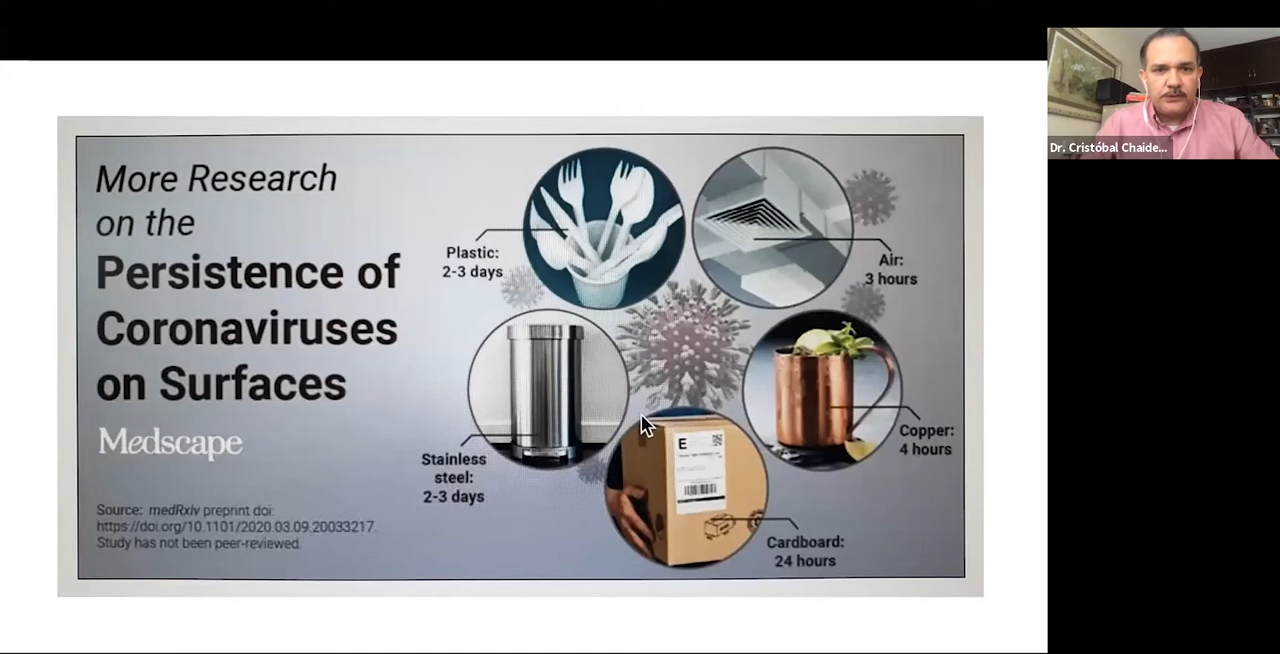 More Research
on the
Persistence of
Coronaviruses
on Surfaces
Medscape
Source: medRxiv preprint doi:
https://doi.org/10.1101/2020.03.09.20033217.
Study has not been peer-reviewed.
Plastic:
2-3 days
Air:
3 hours
Stainless
steel:
2-3 days
Copper:
4 hours
E
Cardboard:
24 hours
Dr. Cristóbal Chaide...